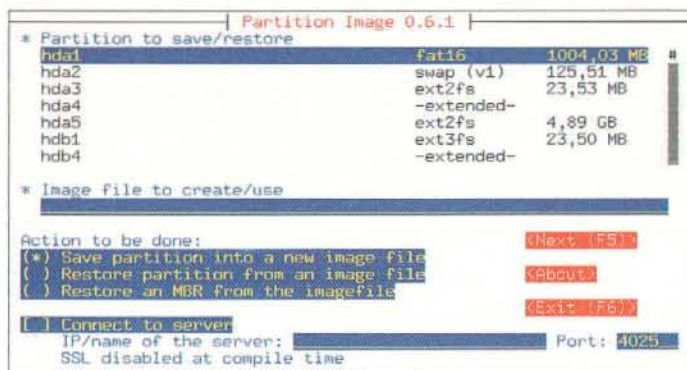 Partition Image 0.6.1
* Partition to save/restore
hda1 fat16 1004,03 MB #
hda2 swap (v1) 125,51 MB
hda3 ext2fs 23,53 MB
hda4 -extended-
hda5 ext2fs 4,89 GB
hdb1 ext3fs 23,50 MB
hdb4 -extended-
* Image file to create/use
Action to be done: <Next (F5)>
(*) Save partition into a new image file
( ) Restore partition from an image file <About>
( ) Restore an MBR from the imagefile
<Exit (F6)>
[ ] Connect to server
IP/name of the server: Port: 4025
SSL disabled at compile time